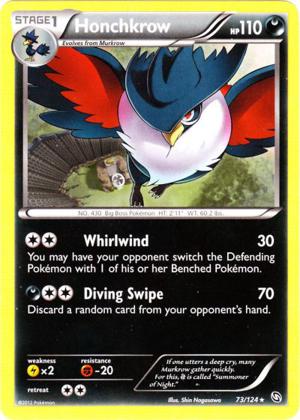 STAGE1
Honchkrow
HP110
Evolves from Murkrow
NO. 430 Big Boss Pokémon HT: 2'11" WT: 60.2 lbs.
Whirlwind 30
You may have your opponent switch the Defending
Pokémon with 1 of his or her Benched Pokémon.
Diving Swipe 70
Discard a random card from your opponent's hand.
weakness resistance
×2 -20
retreat
If one utters a deep cry, many
Murkrow gather quickly.
For this, it is called "Summoner
of Night."
©2012 Pokémon
Illus. Shin Nagasawa
73/124